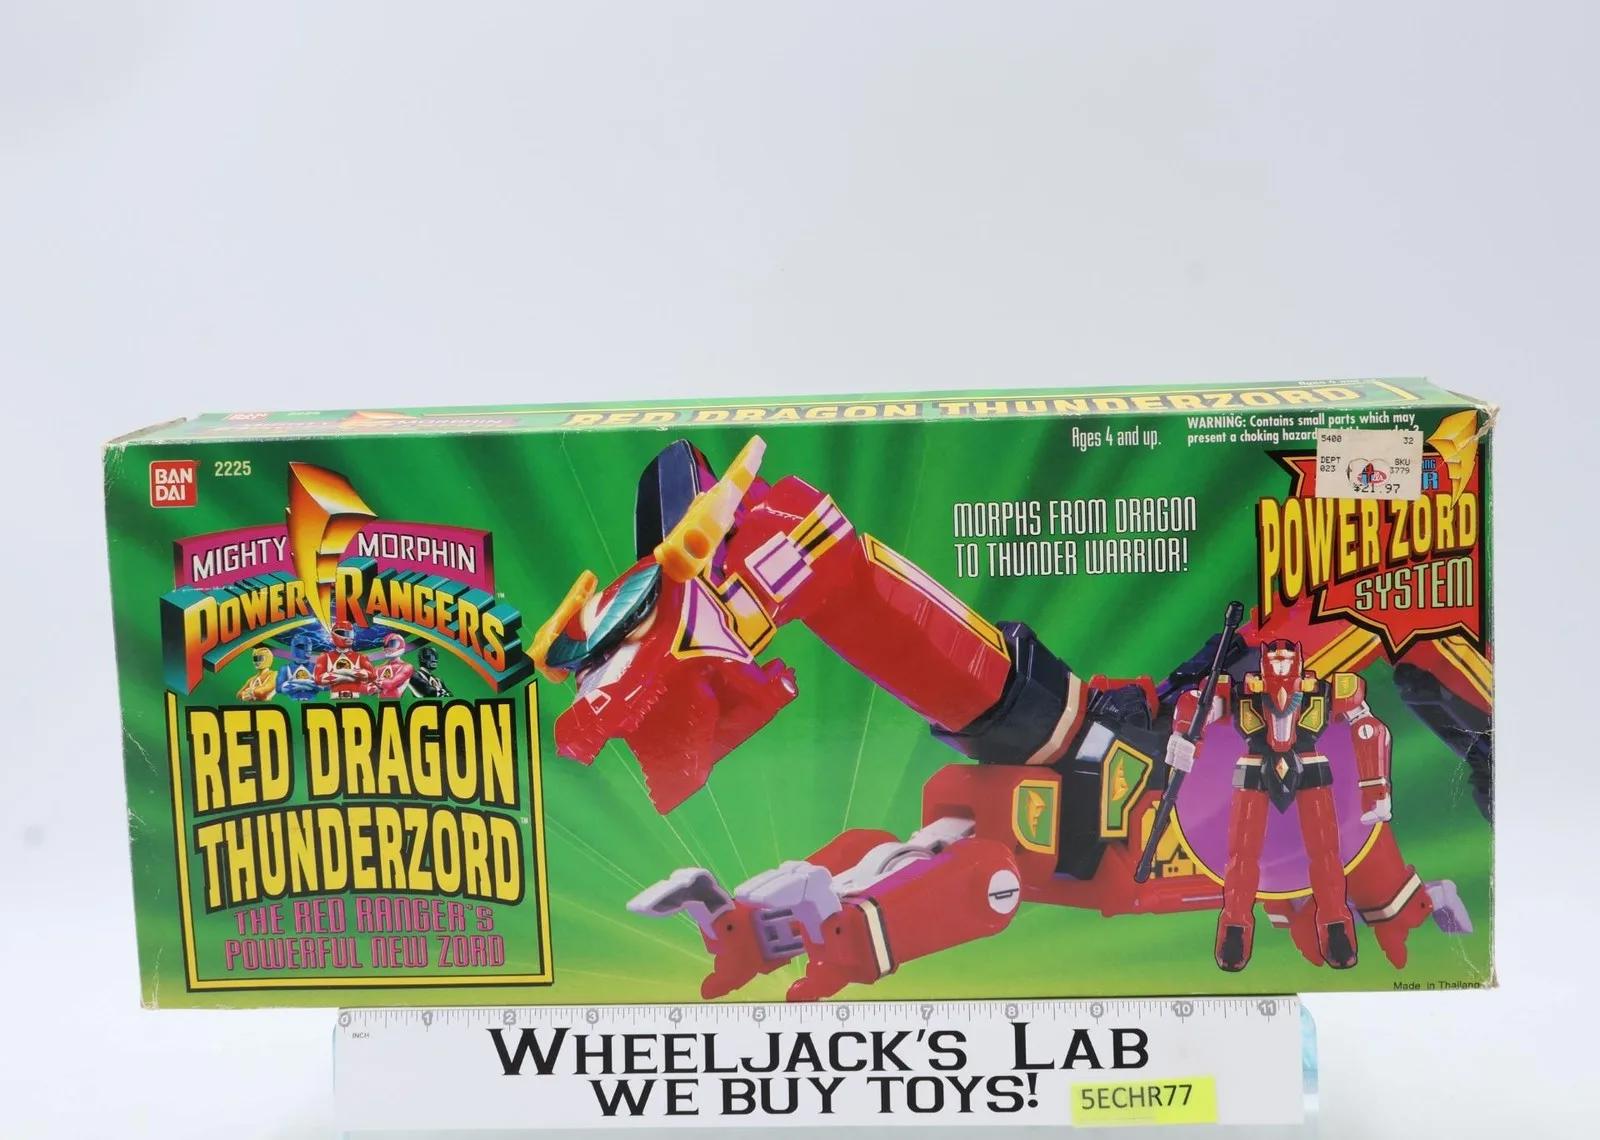 RED DRAGON THUNDERZORD
BAN
DAI
2225
MIGHTY MORPHIN
POWER RANGERS™
RED DRAGON
THUNDERZORD™
THE RED RANGER'S
POWERFUL NEW ZORD
Ages 4 and up.
WARNING: Contains small parts which may
present a choking hazard
MORPHS FROM DRAGON
TO THUNDER WARRIOR!
5400 32
DEPT SKU
023 3779
$21.97
POWER ZORD
SYSTEM
Made in Thailand
0 1 2 3 4 5 6 7 8 9 10 11
INCH
WHEELJACK'S LAB
WE BUY TOYS!
5ECHR77